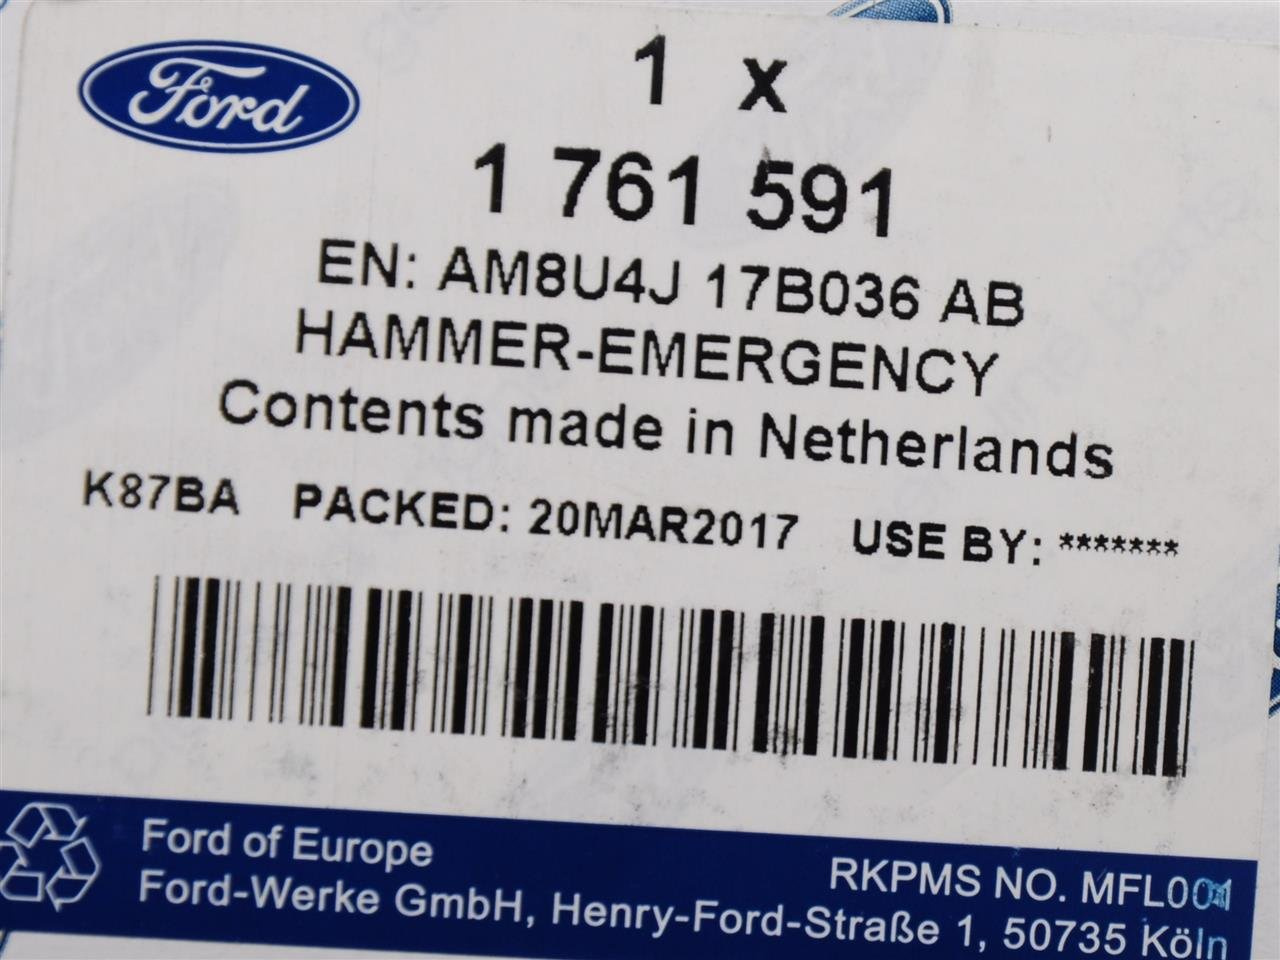 Ford
1 x
1 761 591
EN: AM8U4J 17B036 AB
HAMMER-EMERGENCY
Contents made in Netherlands
K87BA PACKED: 20MAR2017 USE BY: *******
Ford of Europe
RKPMS NO. MFL001
Ford-Werke GmbH, Henry-Ford-Straße 1, 50735 Köln